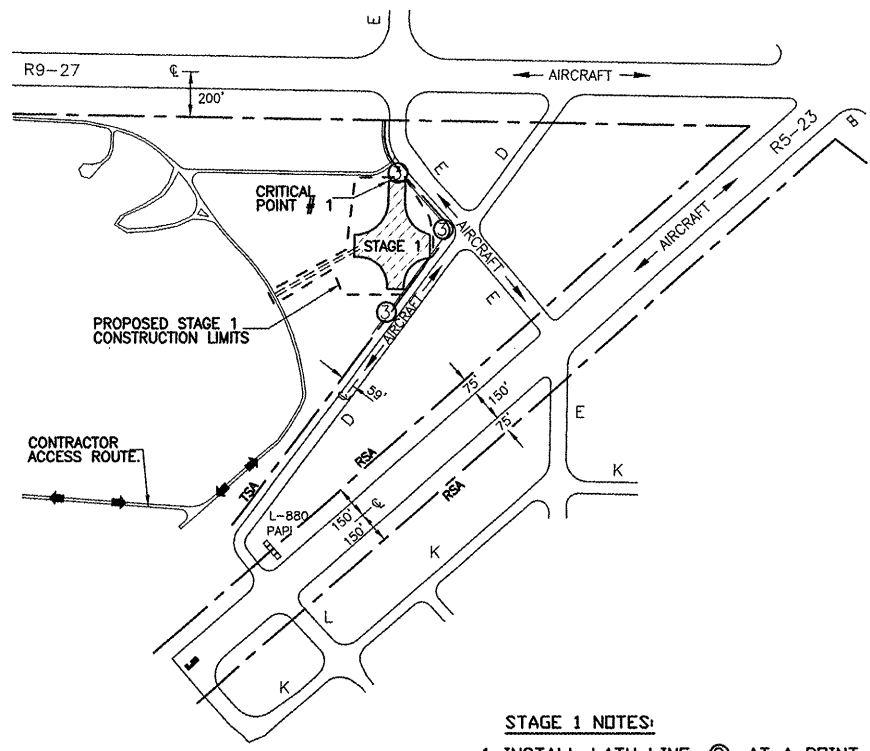 E
R9-27
℄
AIRCRAFT
200'
R5-23
B
E
D
CRITICAL
POINT # 1
3
AIRCRAFT
3
STAGE 1
AIRCRAFT
E
3
AIRCRAFT
PROPOSED STAGE 1
CONSTRUCTION LIMITS
59'
℄
D
75'
150'
75'
E
CONTRACTOR
ACCESS ROUTE.
TSA
RSA
RSA
K
L-880
PAPI
150'
150'
℄
K
L
K
STAGE 1 NOTES: